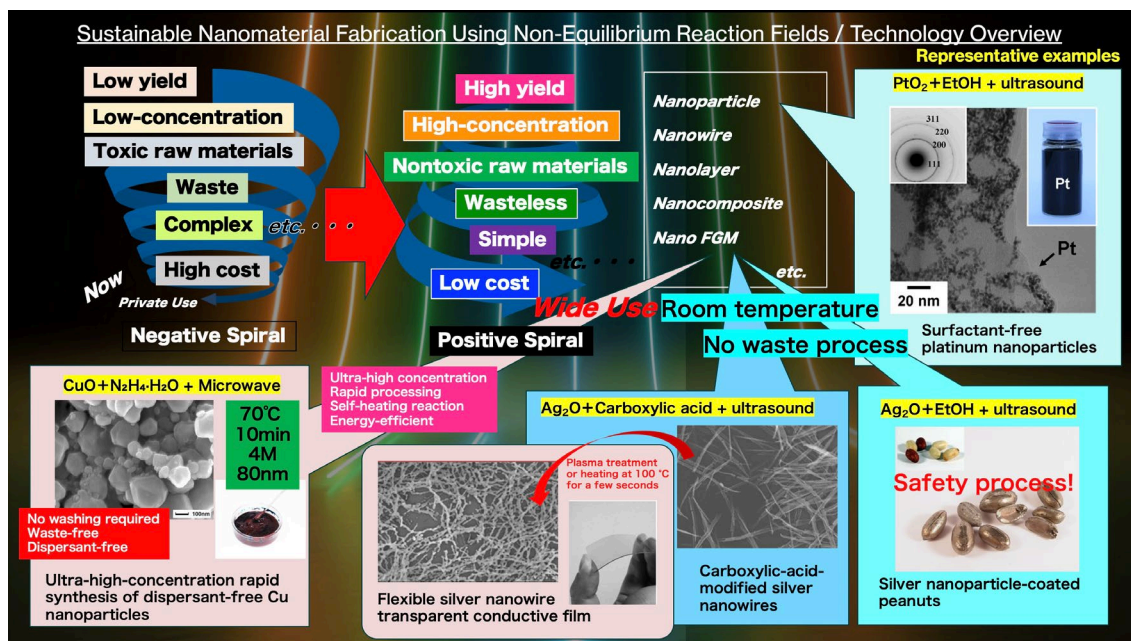 Sustainable Nanomaterial Fabrication Using Non-Equilibrium Reaction Fields / Technology Overview
Low yield
Low-concentration
Toxic raw materials
Waste
Complex
etc.・・・
High cost
Now
Private Use
Negative Spiral
High yield
High-concentration
Nontoxic raw materials
Wasteless
Simple
etc.・・・
Low cost
Wide Use
Positive Spiral
Nanoparticle
Nanowire
Nanolayer
Nanocomposite
Nano FGM
etc.
Room temperature
No waste process
Representative examples
PtO₂+EtOH + ultrasound
311
220
200
111
Pt
Pt
20 nm
Surfactant-free
platinum nanoparticles
CuO+N₂H₄·H₂O + Microwave
70℃
10min
4M
80nm
100nm
No washing required
Waste-free
Dispersant-free
Ultra-high-concentration rapid
synthesis of dispersant-free Cu
nanoparticles
Ultra-high concentration
Rapid processing
Self-heating reaction
Energy-efficient
Ag₂O+Carboxylic acid + ultrasound
Plasma treatment
or heating at 100 °C
for a few seconds
Flexible silver nanowire
transparent conductive film
Carboxylic-acid-
modified silver
nanowires
Ag₂O+EtOH + ultrasound
Safety process!
Silver nanoparticle-coated
peanuts